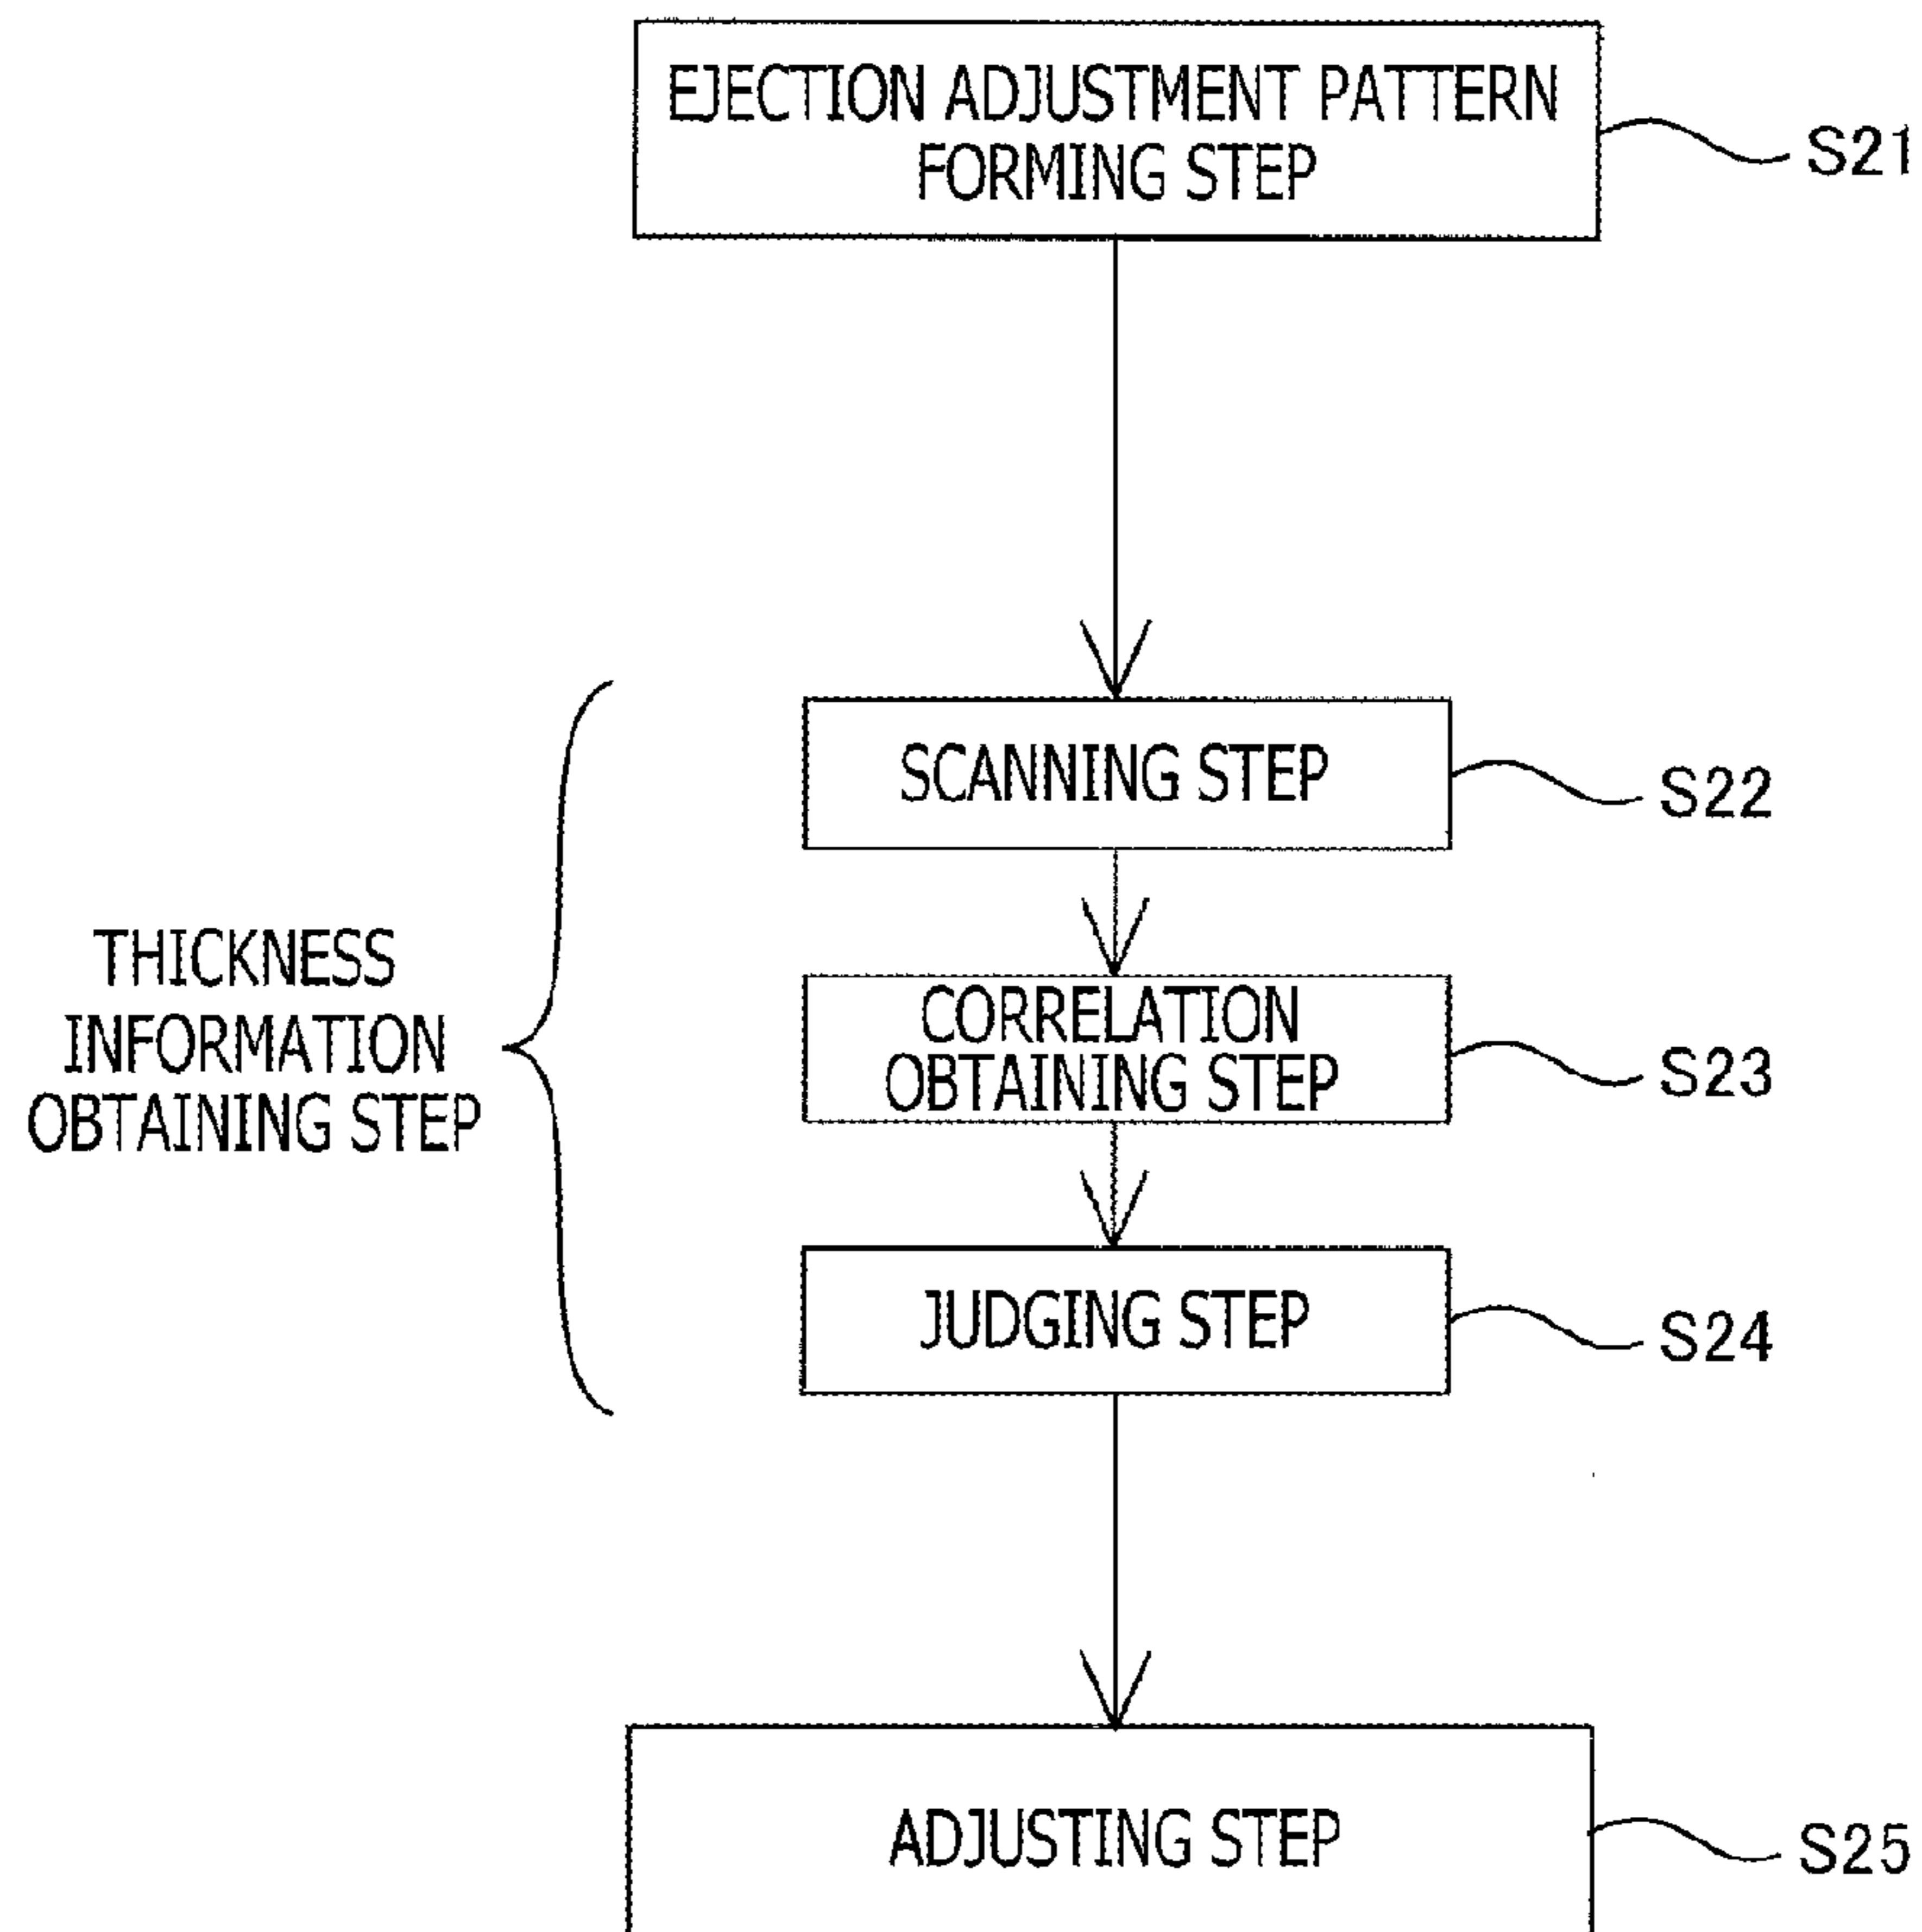 EJECTION ADJUSTMENT PATTERN
FORMING STEP
S21
SCANNING STEP
S22
THICKNESS
INFORMATION
OBTAINING STEP
CORRELATION
OBTAINING STEP
S23
JUDGING STEP
S24
ADJUSTING STEP
S25